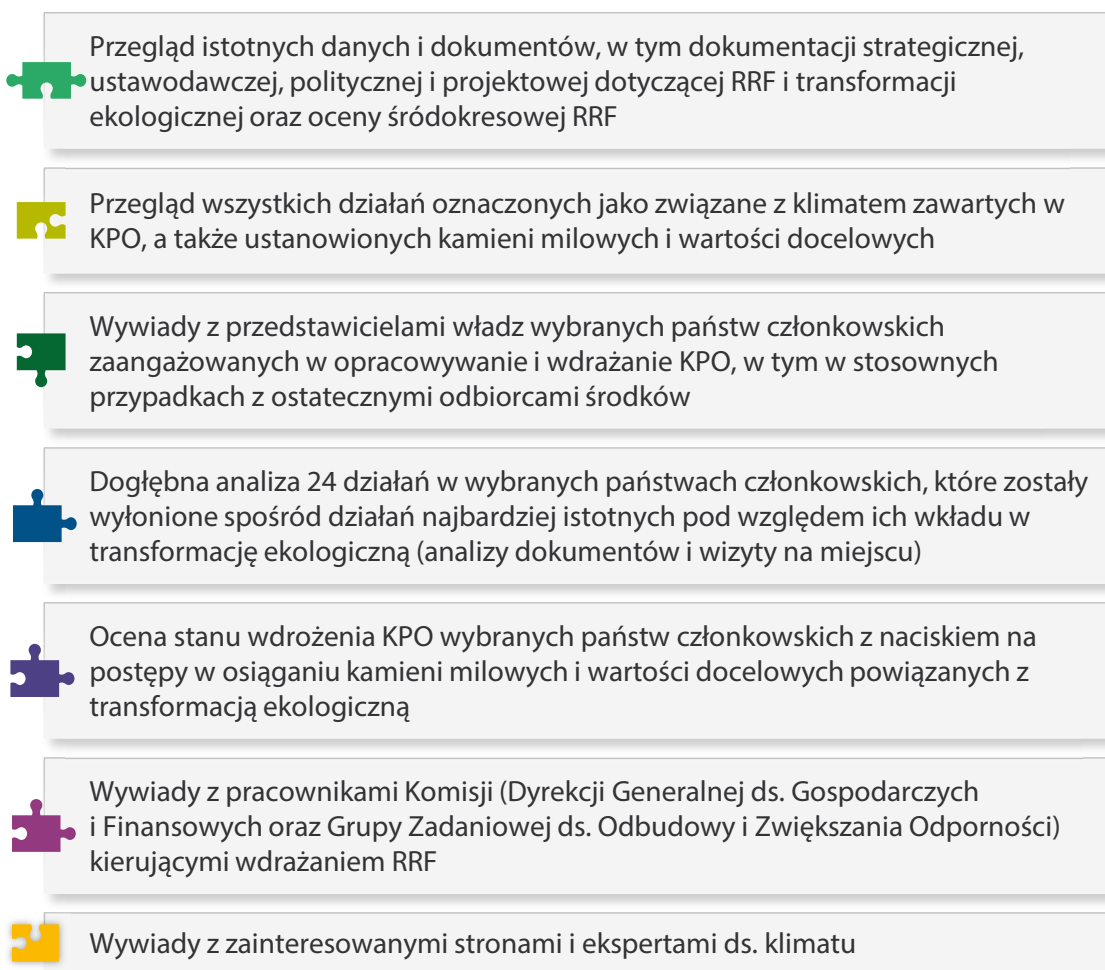 Przegląd istotnych danych i dokumentów, w tym dokumentacji strategicznej,
ustawodawczej, politycznej i projektowej dotyczącej RRF i transformacji
ekologicznej oraz oceny śródokresowej RRF
Przegląd wszystkich działań oznaczonych jako związane z klimatem zawartych w
KPO, a także ustanowionych kamieni milowych i wartości docelowych
Wywiady z przedstawicielami władz wybranych państw członkowskich
zaangażowanych w opracowywanie i wdrażanie KPO, w tym w stosownych
przypadkach z ostatecznymi odbiorcami środków
Dogłębna analiza 24 działań w wybranych państwach członkowskich, które zostały
wyłonione spośród działań najbardziej istotnych pod względem ich wkładu w
transformację ekologiczną (analizy dokumentów i wizyty na miejscu)
Ocena stanu wdrożenia KPO wybranych państw członkowskich z naciskiem na
postępy w osiąganiu kamieni milowych i wartości docelowych powiązanych z
transformacją ekologiczną
Wywiady z pracownikami Komisji (Dyrekcji Generalnej ds. Gospodarczych
i Finansowych oraz Grupy Zadaniowej ds. Odbudowy i Zwiększania Odporności)
kierującymi wdrażaniem RRF
Wywiady z zainteresowanymi stronami i ekspertami ds. klimatu